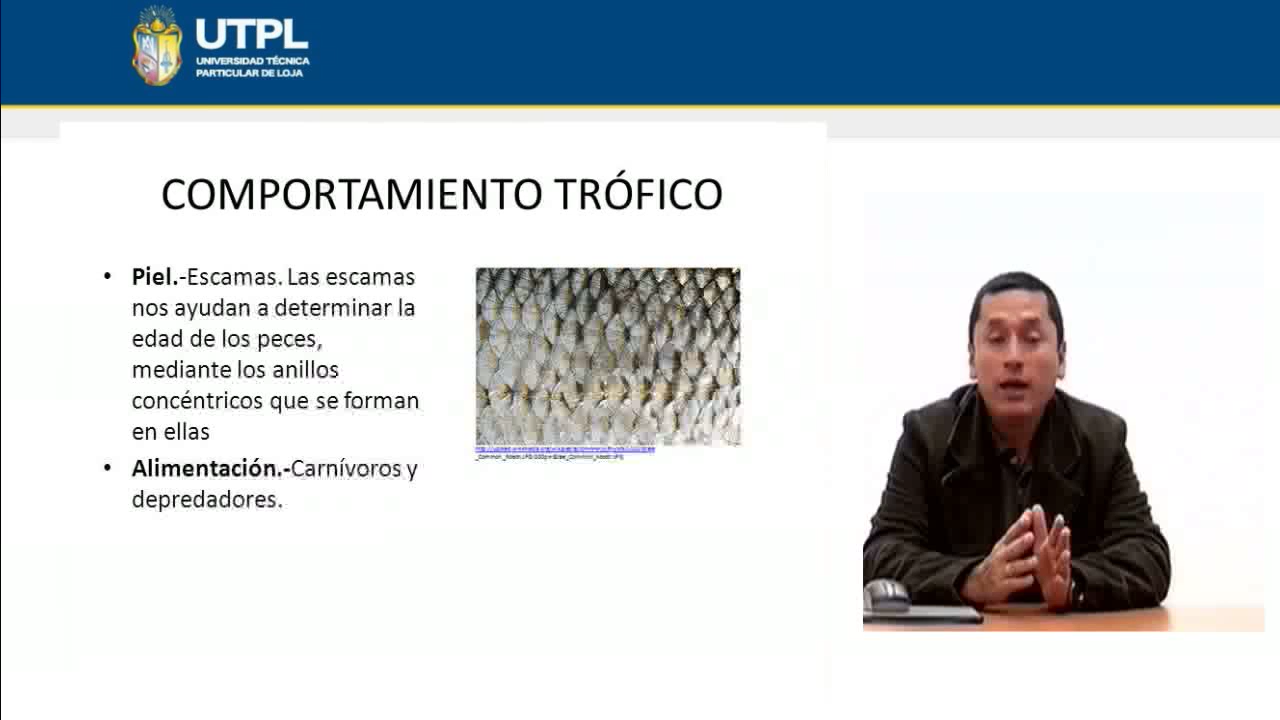 UTPL
UNIVERSIDAD TÉCNICA
PARTICULAR DE LOJA
COMPORTAMIENTO TRÓFICO
• Piel.-Escamas. Las escamas
nos ayudan a determinar la
edad de los peces,
mediante los anillos
concéntricos que se forman
en ellas
• Alimentación.-Carnívoros y
depredadores.